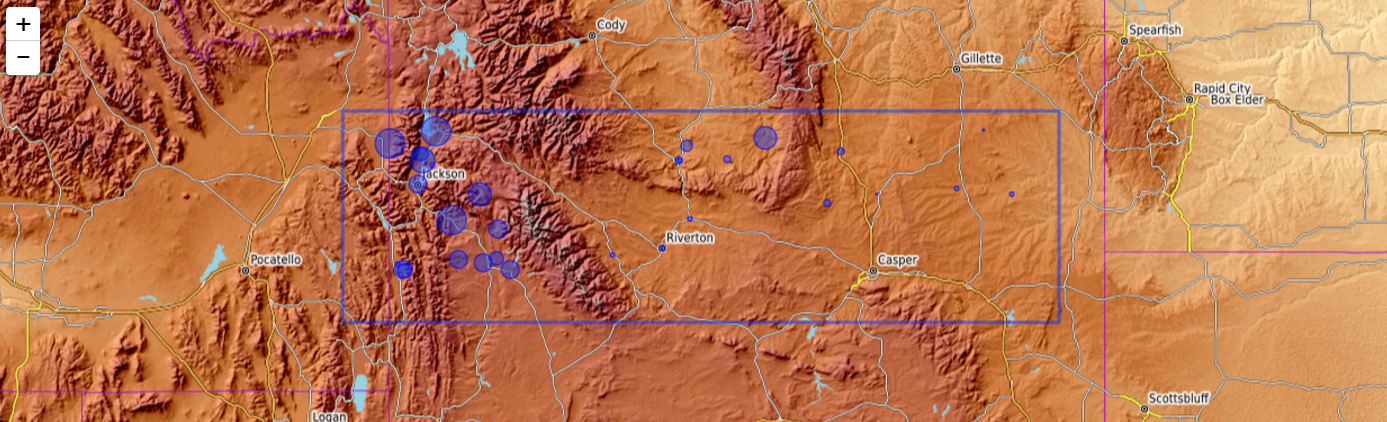 +
−
Cody
Spearfish
Gillette
Rapid City
Box Elder
Jackson
Riverton
Pocatello
Casper
Scottsbluff
Logan